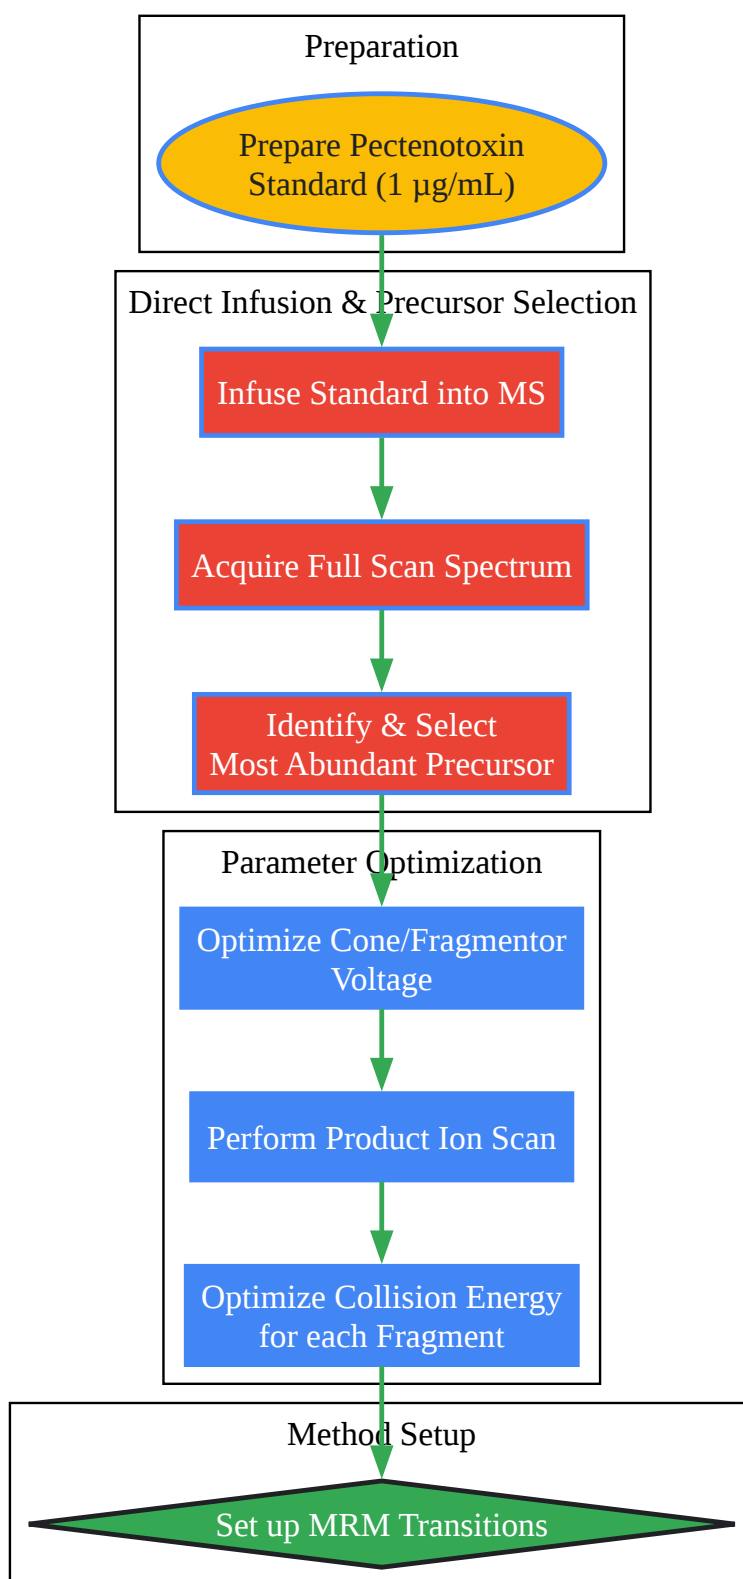 Preparation
Prepare Pectenotoxin
Standard (1 µg/mL)
Direct Infusion & Precursor Selection
Infuse Standard into MS
Acquire Full Scan Spectrum
Identify & Select
Most Abundant Precursor
Parameter Optimization
Optimize Cone/Fragmentor
Voltage
Perform Product Ion Scan
Optimize Collision Energy
for each Fragment
Method Setup
Set up MRM Transitions